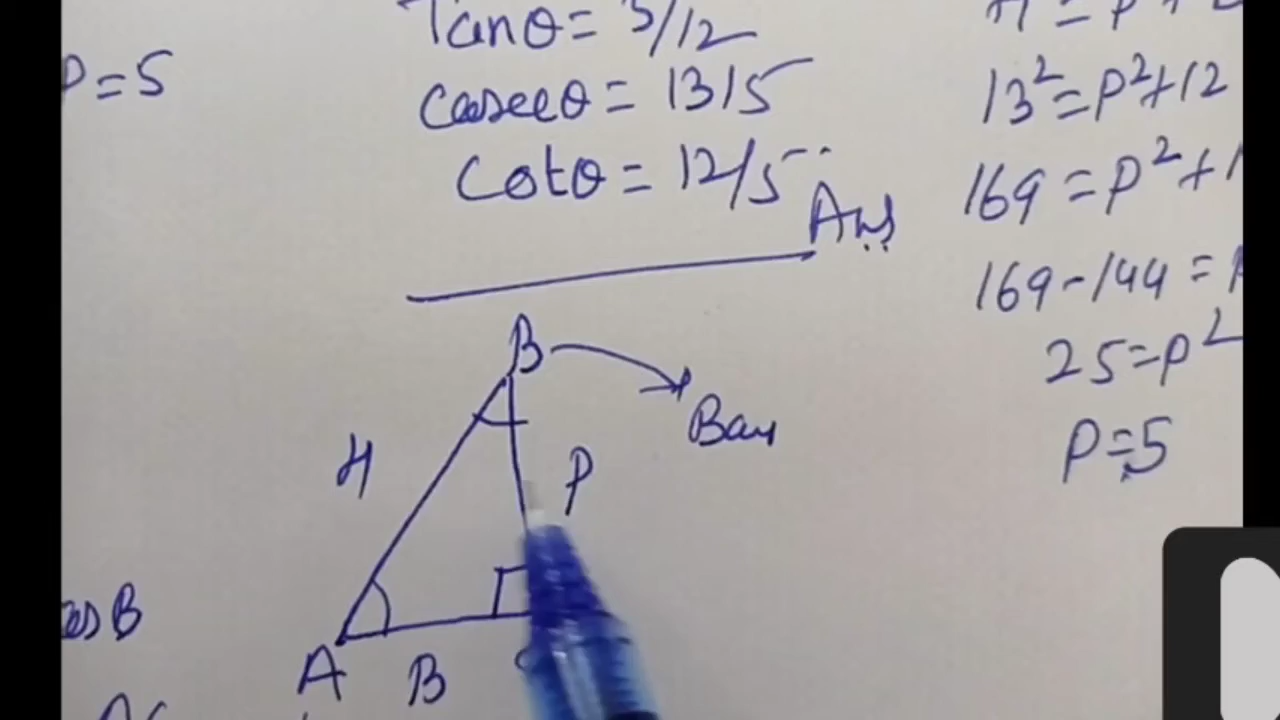 P=5
Tanθ= 5/12
cosecθ= 13/5
Cotθ= 12/5
Ans
H = P +
13²=P²+12
169 =P²+1
169-144 =
25=P²
P=5
B
H
P
A
B
B